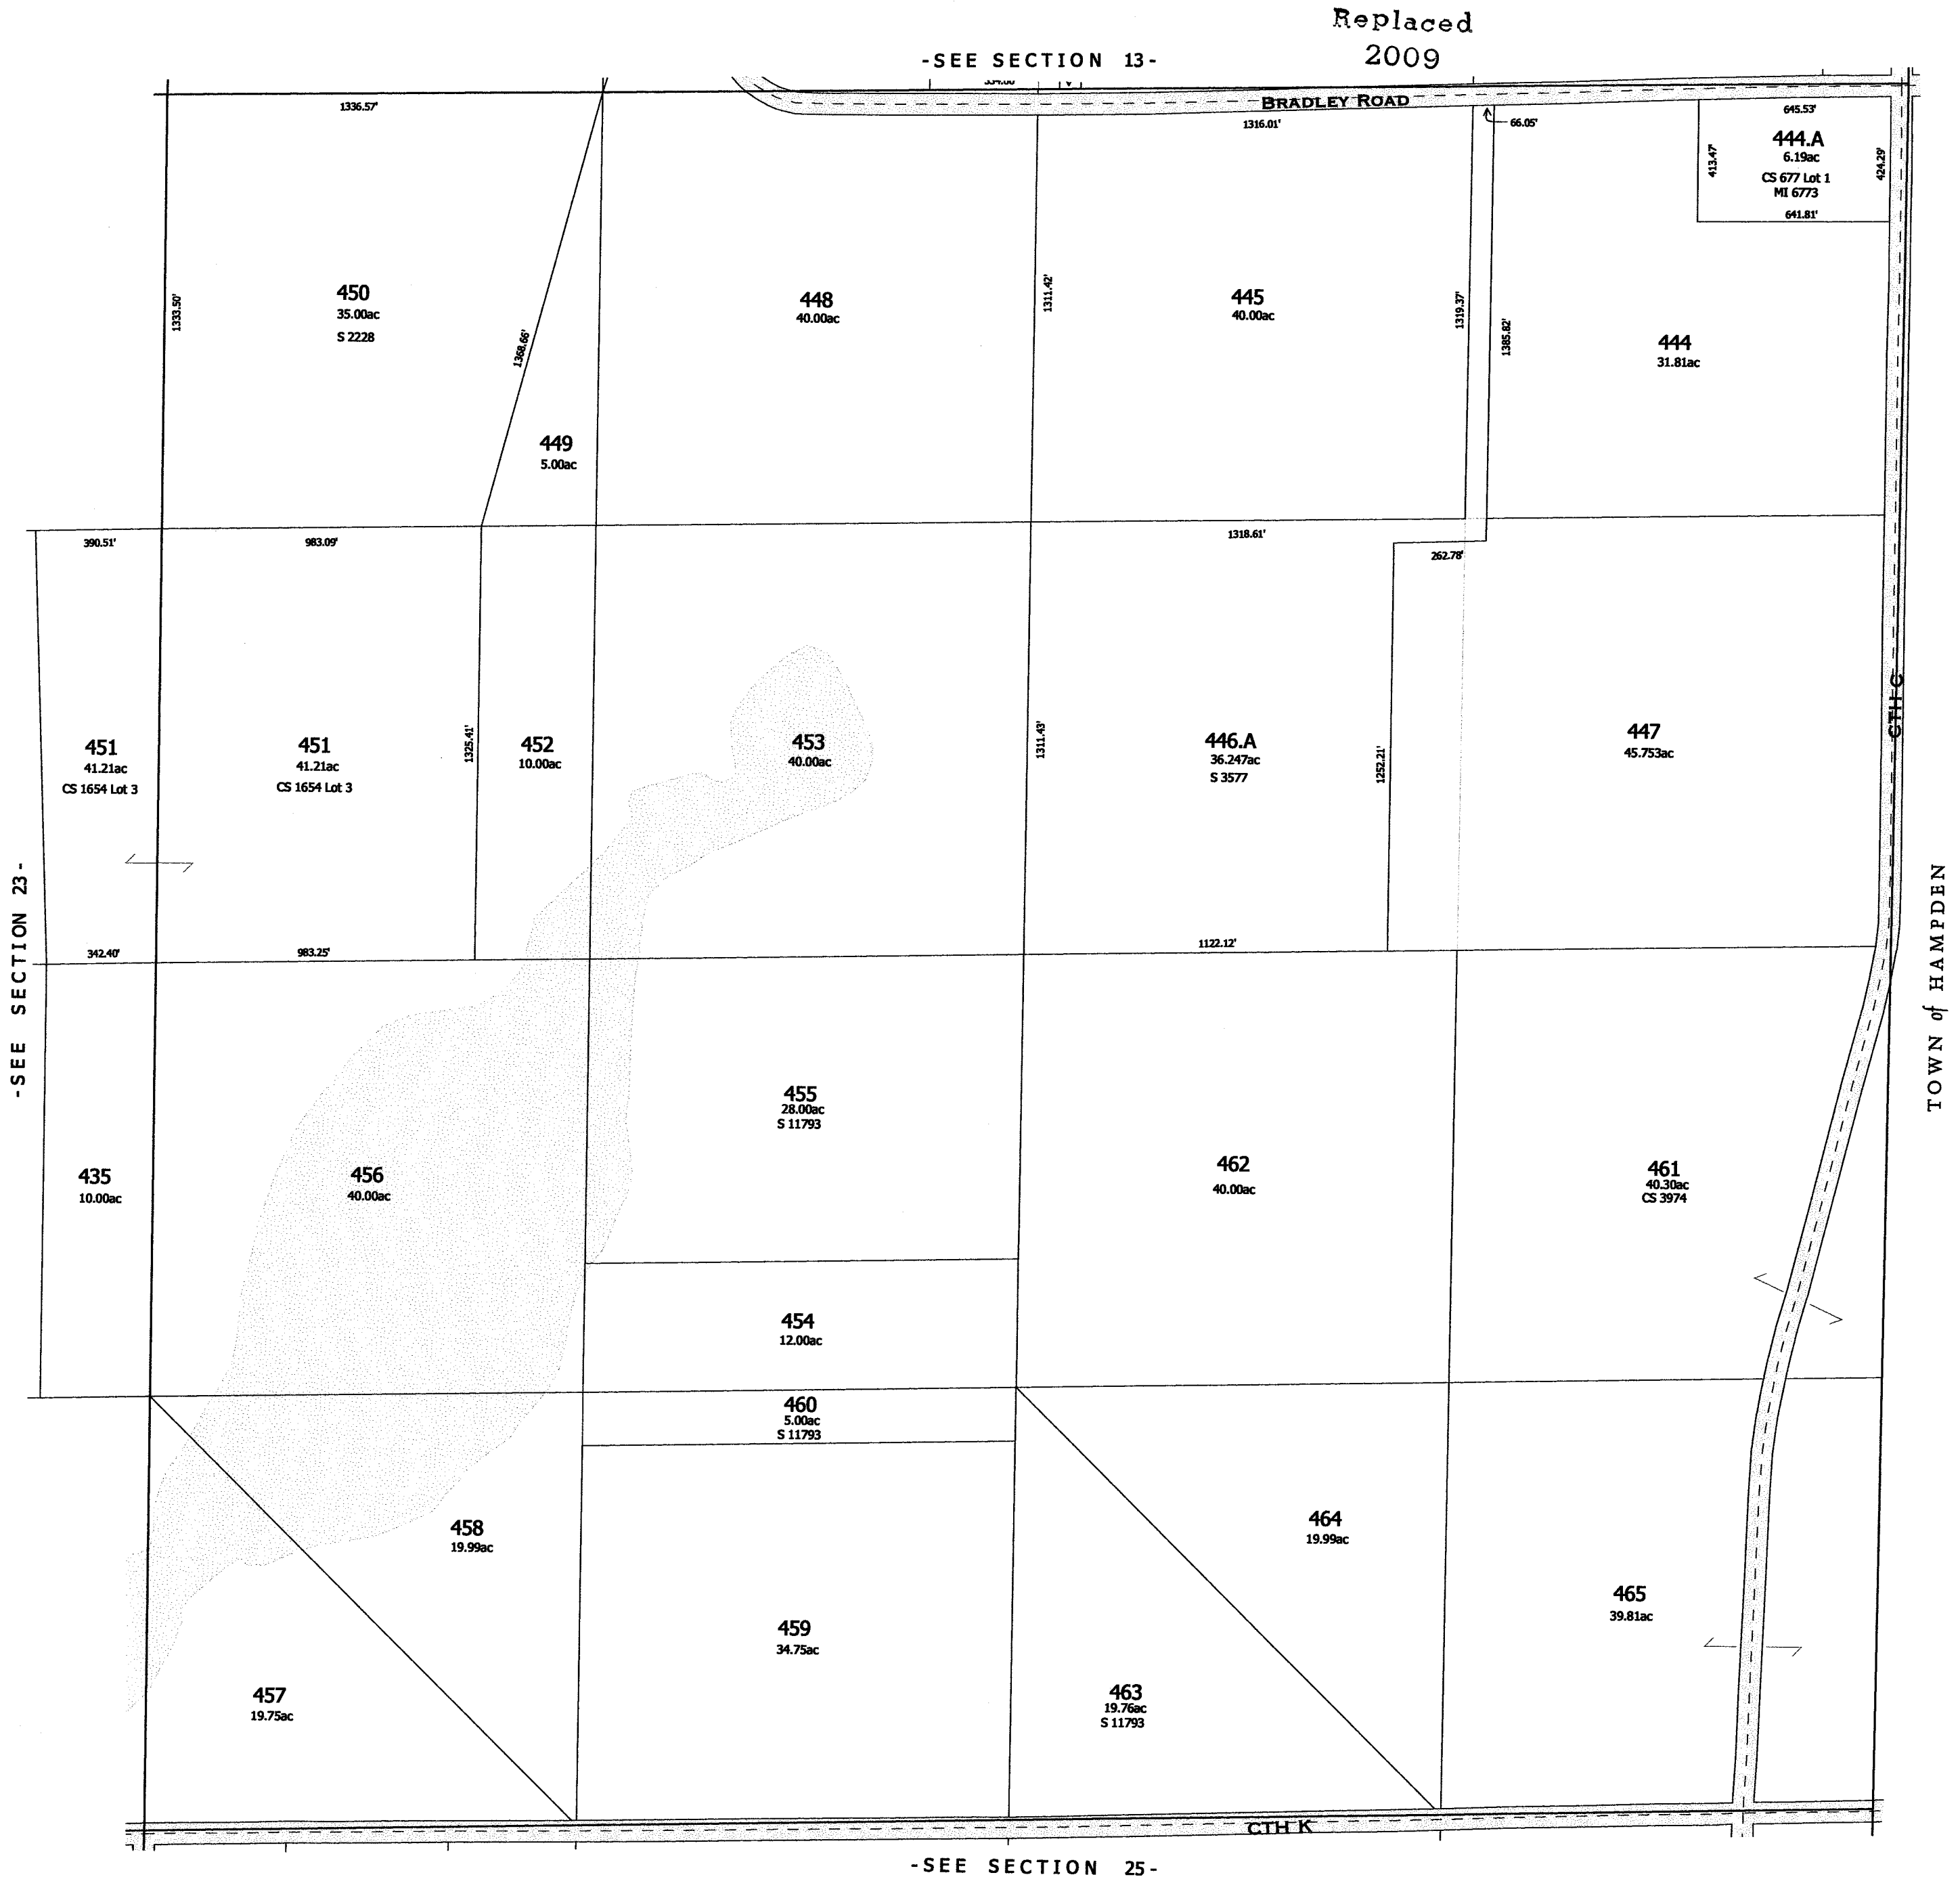 Replaced
2009
-SEE SECTION 13-
BRADLEY ROAD
1336.57'
1316.01'
66.05'
645.53'
444.A
6.19ac
CS 677 Lot 1
MI 6773
413.47'
424.29'
641.81'
450
35.00ac
S 2228
1333.50'
1368.66'
449
5.00ac
448
40.00ac
1311.42'
445
40.00ac
1319.37'
1385.82'
444
31.81ac
390.51'
983.09'
1318.61'
262.78'
CTH C
451
41.21ac
CS 1654 Lot 3
451
41.21ac
CS 1654 Lot 3
1325.41'
452
10.00ac
453
40.00ac
1311.43'
446.A
36.247ac
S 3577
1252.21'
447
45.753ac
-SEE SECTION 23-
TOWN of HAMPDEN
342.40'
983.25'
1122.12'
435
10.00ac
456
40.00ac
455
28.00ac
S 11793
462
40.00ac
461
40.30ac
CS 3974
454
12.00ac
460
5.00ac
S 11793
458
19.99ac
464
19.99ac
459
34.75ac
465
39.81ac
457
19.75ac
463
19.76ac
S 11793
CTH K
-SEE SECTION 25-